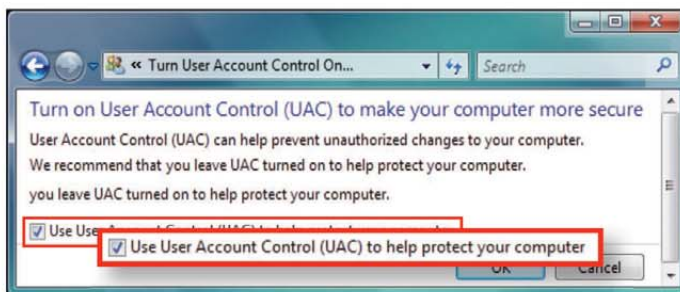 « Turn User Account Control On...
Search
Turn on User Account Control (UAC) to make your computer more secure
User Account Control (UAC) can help prevent unauthorized changes to your computer.
We recommend that you leave UAC turned on to help protect your computer.
you leave UAC turned on to help protect your computer.
Use
Use User Account Control (UAC) to help protect your computer
OK Cancel